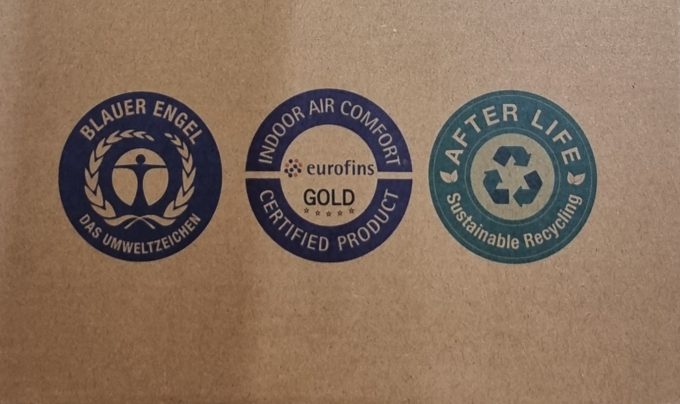 BLAUER ENGEL
DAS UMWELTZEICHEN
INDOOR AIR COMFORT
eurofins
GOLD
CERTIFIED PRODUCT
AFTER LIFE
Sustainable Recycling